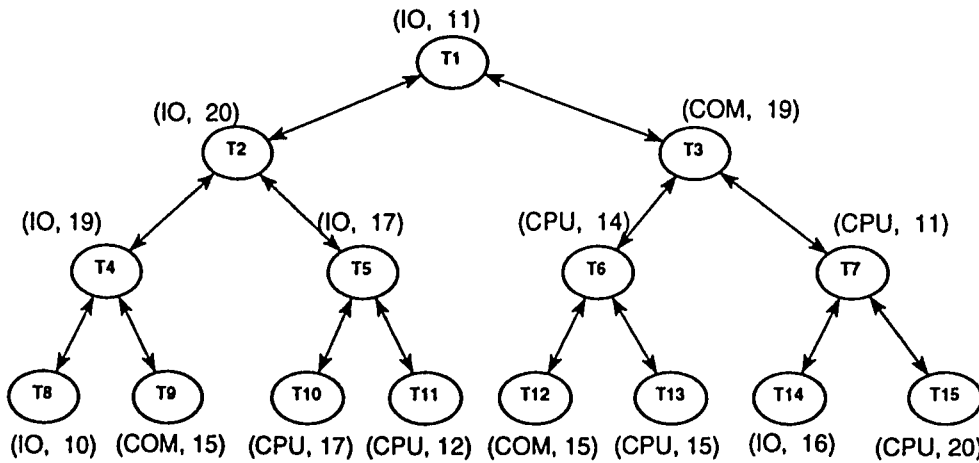 (IO, 11)
T1
(IO, 20)
(COM, 19)
T2
T3
(IO, 19)
(IO, 17)
(CPU, 14)
(CPU, 11)
T4
T5
T6
T7
T8
T9
T10
T11
T12
T13
T14
T15
(IO, 10)
(COM, 15)
(CPU, 17)
(CPU, 12)
(COM, 15)
(CPU, 15)
(IO, 16)
(CPU, 20)